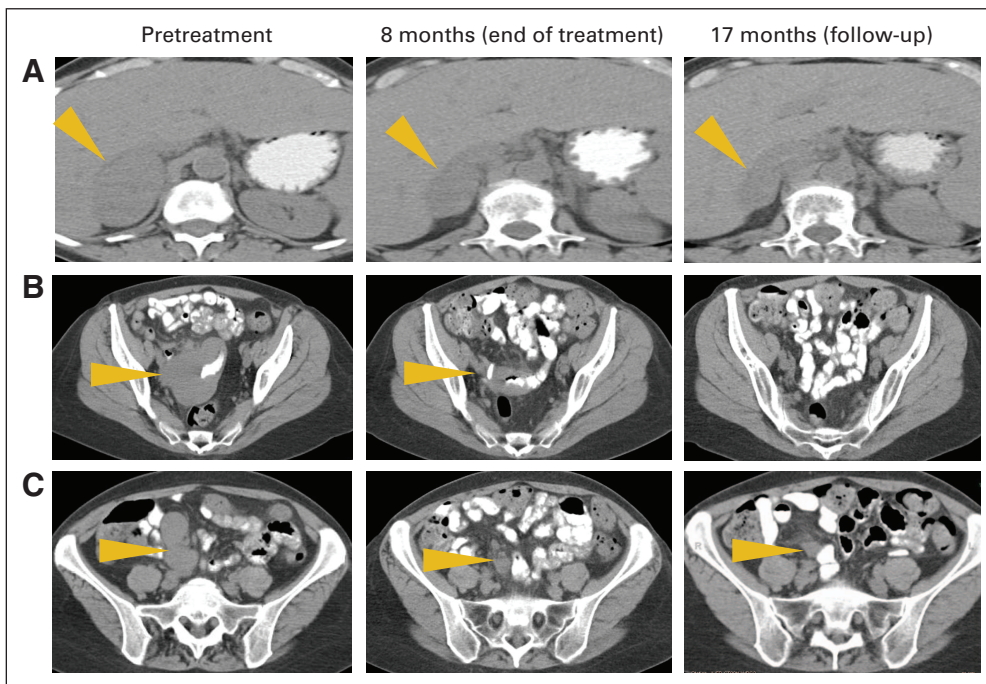 Pretreatment
8 months (end of treatment)
17 months (follow-up)
A
B
C
R